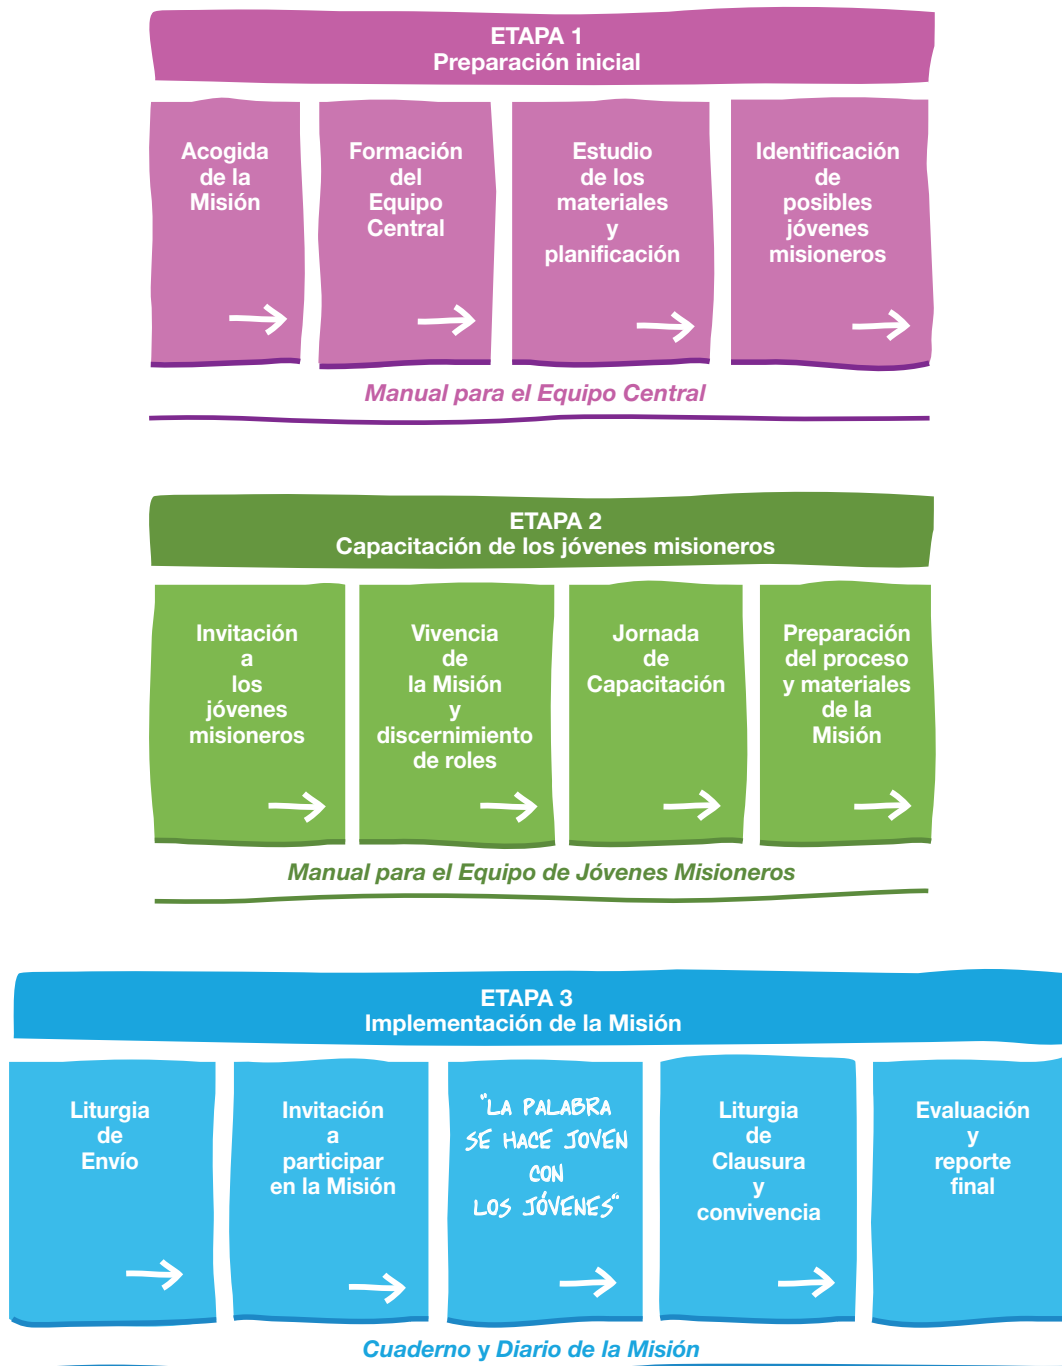 ETAPA 1
Preparación inicial
Acogida
de la
Misión
Formación
del
Equipo
Central
Estudio
de los
materiales
y
planificación
Identificación
de
posibles
jóvenes
misioneros
Manual para el Equipo Central
ETAPA 2
Capacitación de los jóvenes misioneros
Invitación
a
los
jóvenes
misioneros
Vivencia
de
la Misión
y
discernimiento
de roles
Jornada
de
Capacitación
Preparación
del proceso
y materiales
de la
Misión
Manual para el Equipo de Jóvenes Misioneros
ETAPA 3
Implementación de la Misión
Liturgia
de
Envío
Invitación
a
participar
en la Misión
"LA PALABRA
SE HACE JOVEN
CON
LOS JÓVENES"
Liturgia
de
Clausura
y
convivencia
Evaluación
y
reporte
final
Cuaderno y Diario de la Misión